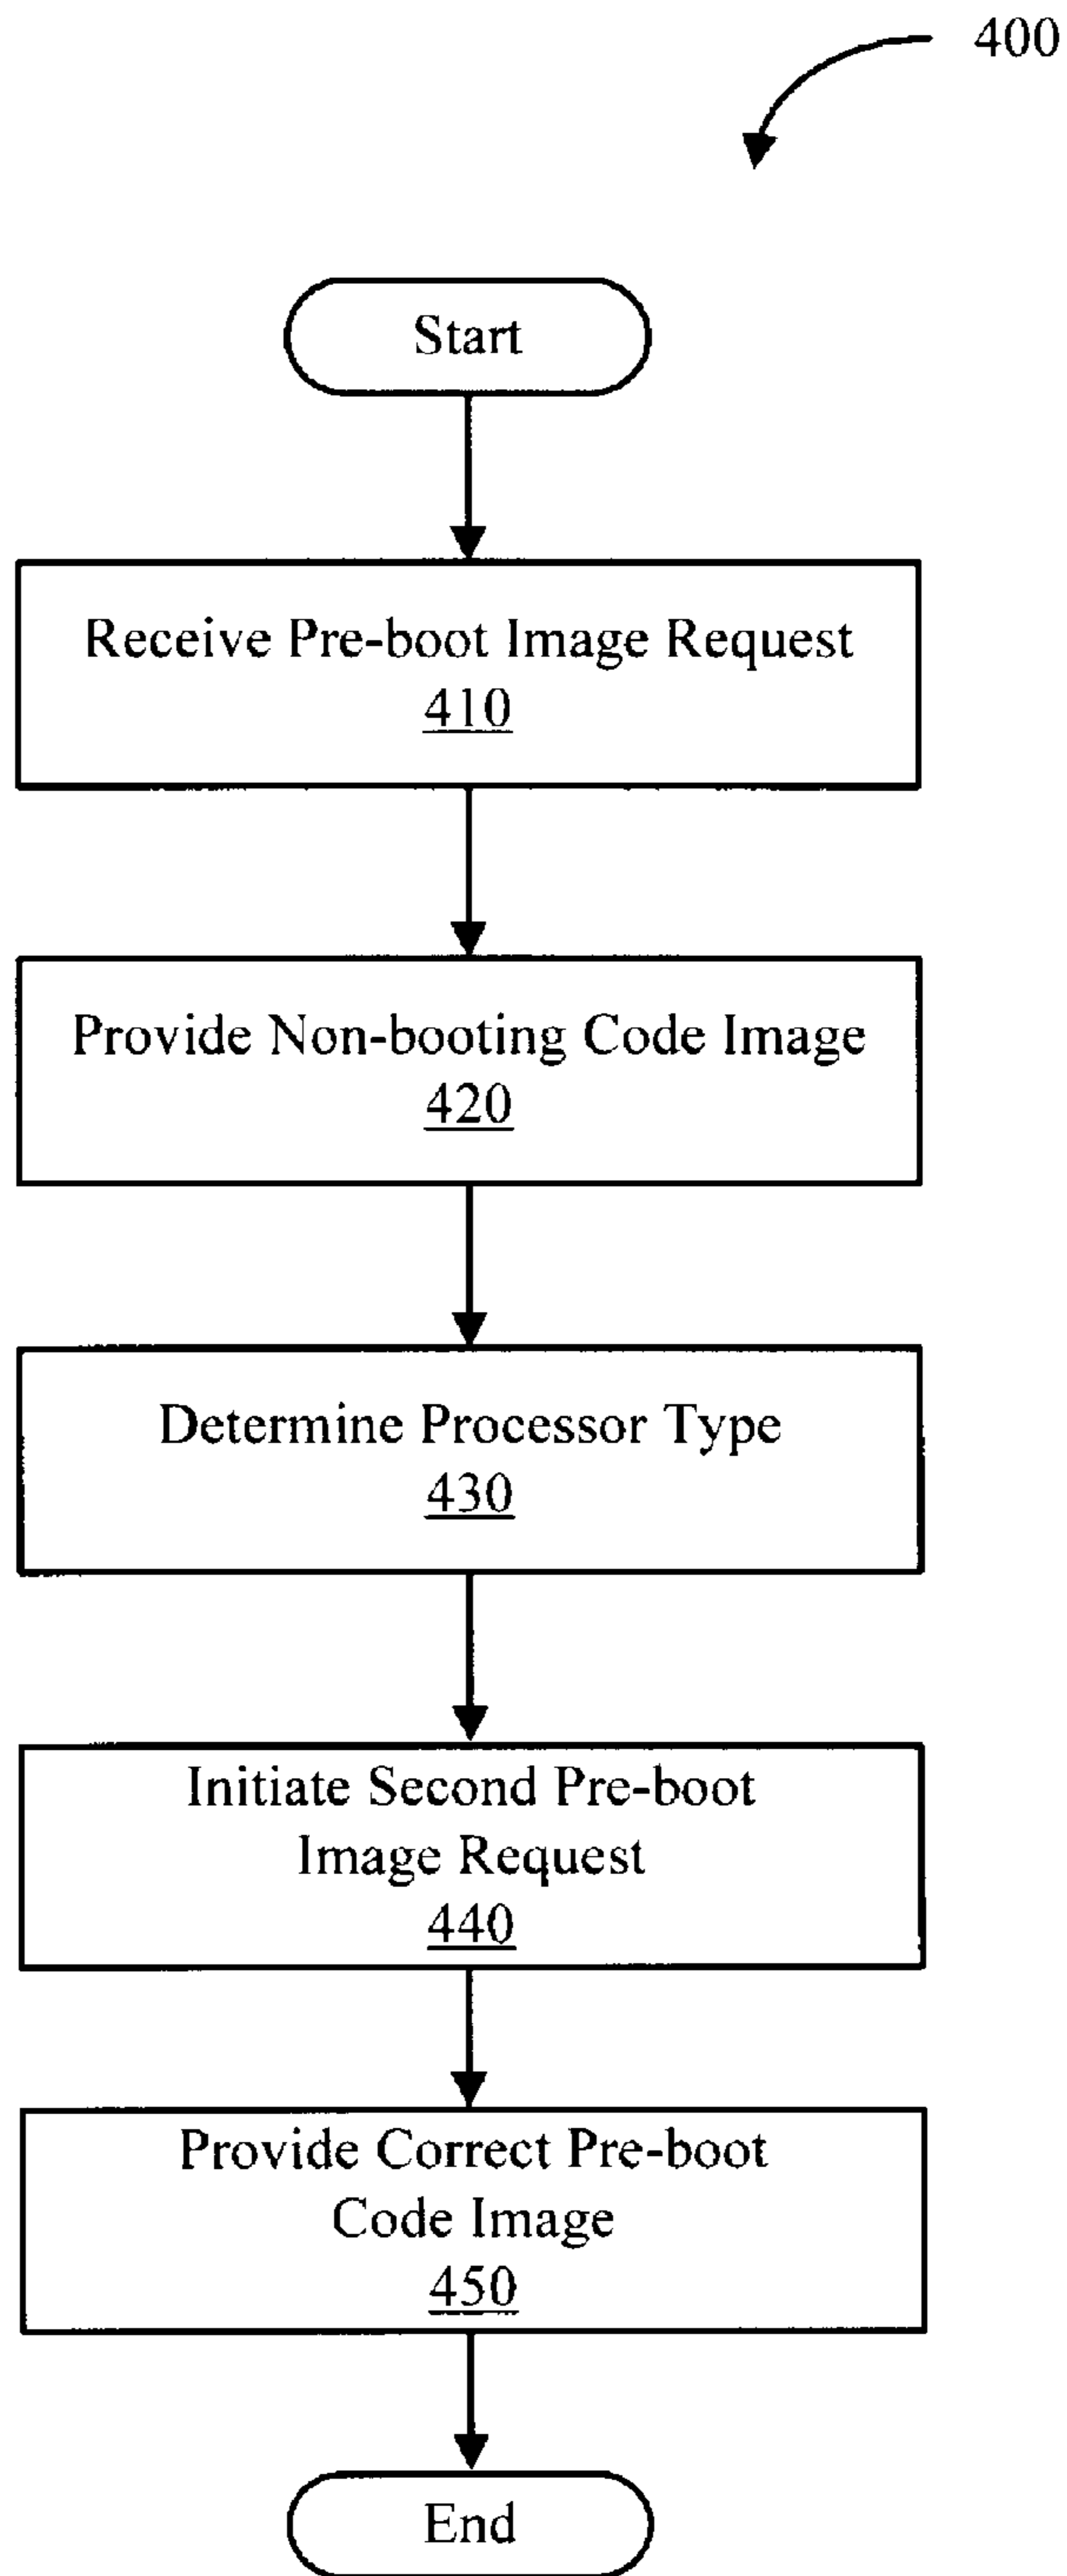 400
Start
Receive Pre-boot Image Request
410
Provide Non-booting Code Image
420
Determine Processor Type
430
Initiate Second Pre-boot
Image Request
440
Provide Correct Pre-boot
Code Image
450
End